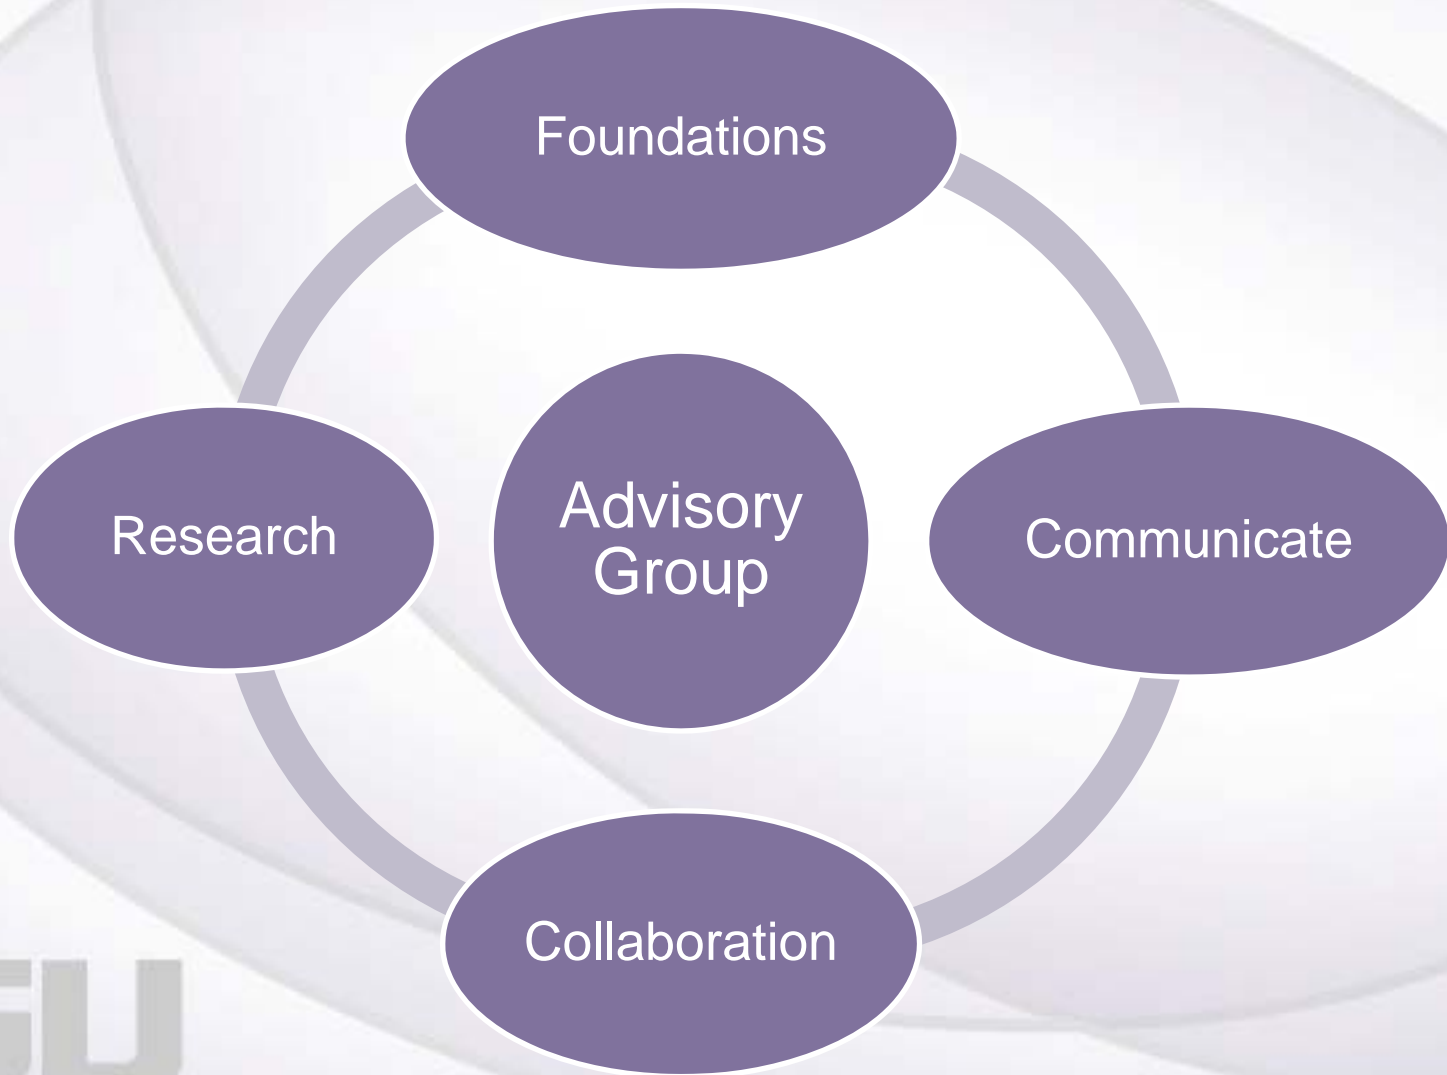 Foundations
Research
Advisory
Group
Communicate
Collaboration